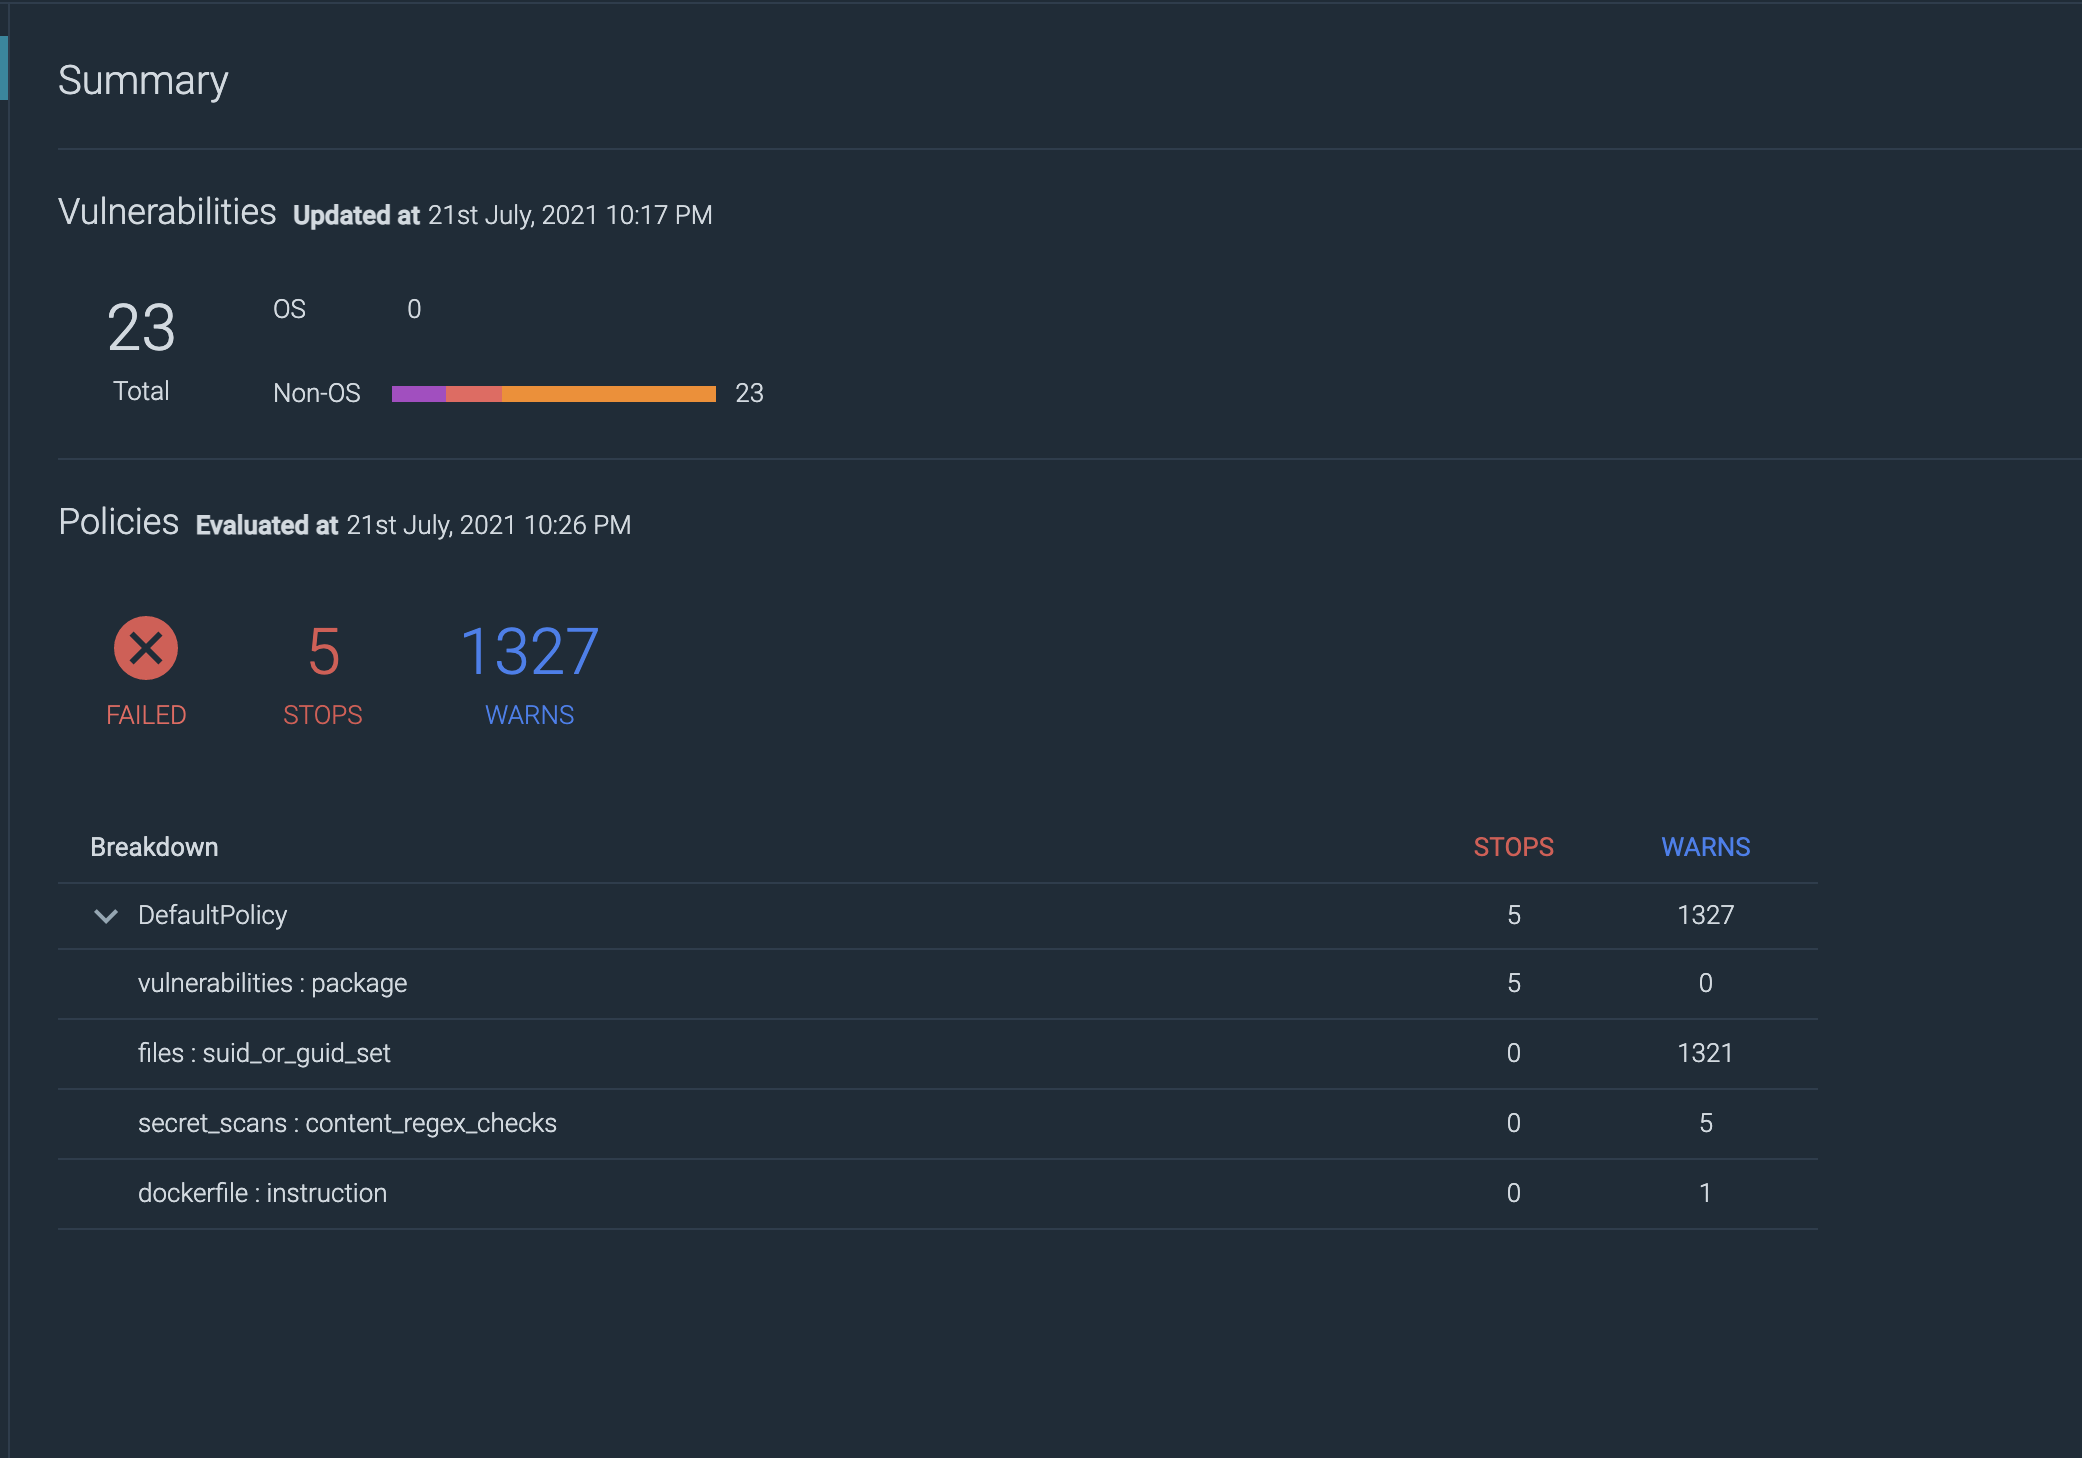 Summary
Vulnerabilities Updated at 21st July, 2021 10:17 PM
23
Total
OS 0
Non-OS 23
Policies Evaluated at 21st July, 2021 10:26 PM
FAILED
5
STOPS
1327
WARNS
Breakdown STOPS WARNS
DefaultPolicy 5 1327
vulnerabilities : package 5 0
files : suid_or_guid_set 0 1321
secret_scans : content_regex_checks 0 5
dockerfile : instruction 0 1